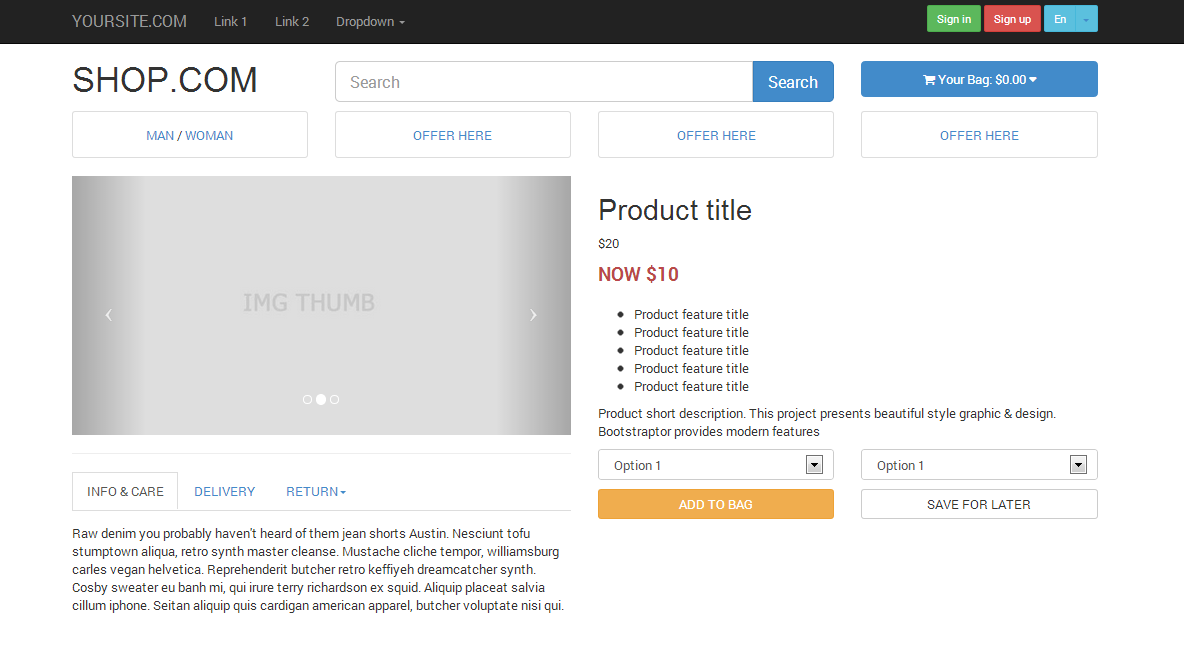 YOURSITE.COM Link 1 Link 2 Dropdown Sign in Sign up En
SHOP.COM Search Search Your Bag: $0.00
MAN / WOMAN OFFER HERE OFFER HERE OFFER HERE
IMG THUMB
Product title
$20
NOW $10
Product feature title
Product feature title
Product feature title
Product feature title
Product feature title
Product short description. This project presents beautiful style graphic & design.
Bootstraptor provides modern features
Option 1 Option 1
ADD TO BAG SAVE FOR LATER
INFO & CARE DELIVERY RETURN
Raw denim you probably haven't heard of them jean shorts Austin. Nesciunt tofu
stumptown aliqua, retro synth master cleanse. Mustache cliche tempor, williamsburg
carles vegan helvetica. Reprehenderit butcher retro keffiyeh dreamcatcher synth.
Cosby sweater eu banh mi, qui irure terry richardson ex squid. Aliquip placeat salvia
cillum iphone. Seitan aliquip quis cardigan american apparel, butcher voluptate nisi qui.